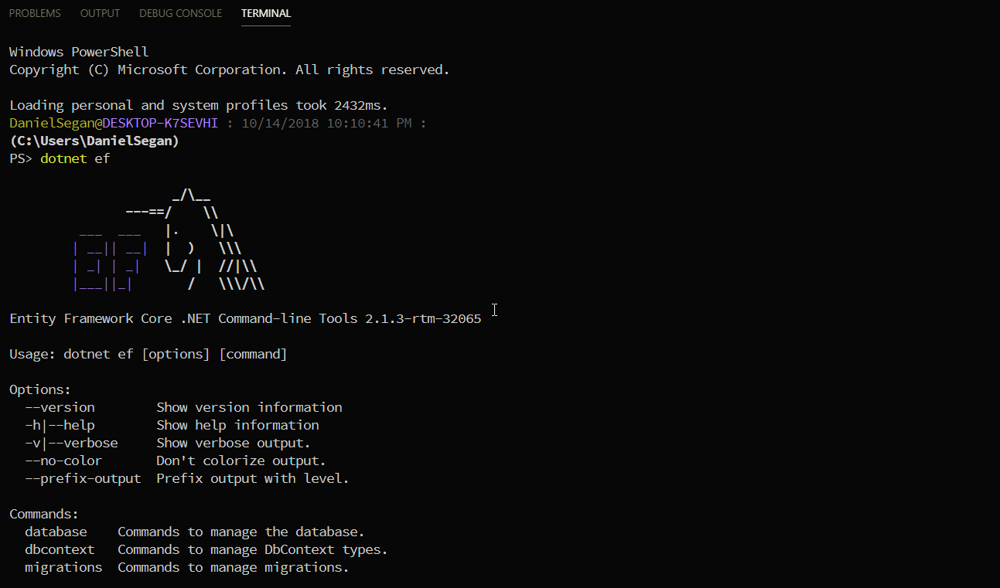 PROBLEMS OUTPUT DEBUG CONSOLE TERMINAL
Windows PowerShell
Copyright (C) Microsoft Corporation. All rights reserved.
Loading personal and system profiles took 2432ms.
DanielSegan@DESKTOP-K7SEVHI : 10/14/2018 10:10:41 PM :
(C:\Users\DanielSegan)
PS> dotnet ef
                     _/\__
               ---==/    \\
         ___  ___   |.    \|\
        | __|| __|  |  )   \\\
        | _| | _|   \_/ |  //|\\
        |___||_|       /   \\\/\\
Entity Framework Core .NET Command-line Tools 2.1.3-rtm-32065
Usage: dotnet ef [options] [command]
Options:
  --version        Show version information
  -h|--help        Show help information
  -v|--verbose     Show verbose output.
  --no-color       Don't colorize output.
  --prefix-output  Prefix output with level.
Commands:
  database    Commands to manage the database.
  dbcontext   Commands to manage DbContext types.
  migrations  Commands to manage migrations.